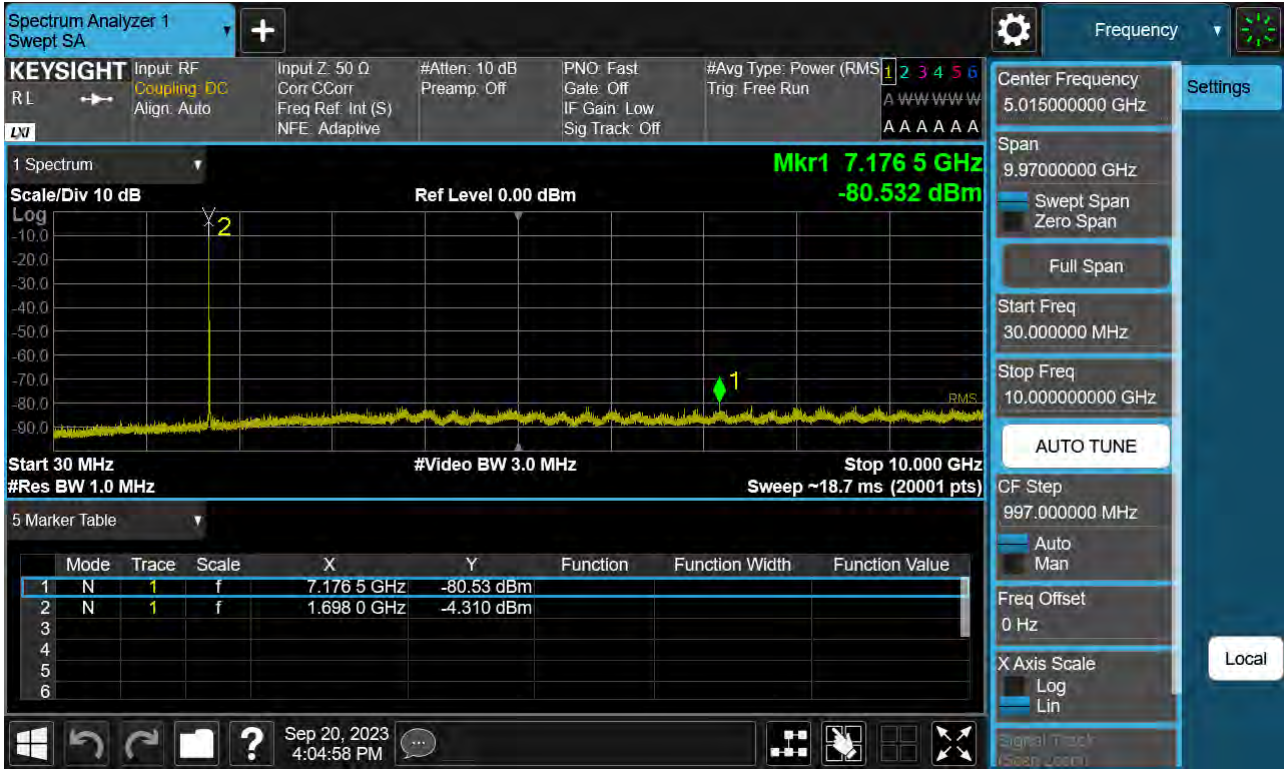 Spectrum Analyzer 1
Swept SA
+
Frequency
KEYSIGHT
R L
LXI
Input: RF
Coupling: DC
Align: Auto
Input Z: 50 Ω
Corr CCorr
Freq Ref: Int (S)
NFE: Adaptive
#Atten: 10 dB
Preamp: Off
PNO: Fast
Gate: Off
IF Gain: Low
Sig Track: Off
#Avg Type: Power (RMS
Trig: Free Run
1 2 3 4 5 6
A W W W W W
A A A A A A
1 Spectrum
Mkr1 7.176 5 GHz
Scale/Div 10 dB
Ref Level 0.00 dBm
-80.532 dBm
Log
2
-10.0
-20.0
-30.0
-40.0
-50.0
-60.0
-70.0
1
-80.0
RMS
-90.0
Start 30 MHz
#Video BW 3.0 MHz
Stop 10.000 GHz
#Res BW 1.0 MHz
Sweep ~18.7 ms (20001 pts)
5 Marker Table
Mode Trace Scale X Y Function Function Width Function Value
1 N 1 f 7.176 5 GHz -80.53 dBm
2 N 1 f 1.698 0 GHz -4.310 dBm
3
4
5
6
Center Frequency
5.015000000 GHz
Settings
Span
9.97000000 GHz
Swept Span
Zero Span
Full Span
Start Freq
30.000000 MHz
Stop Freq
10.000000000 GHz
AUTO TUNE
CF Step
997.000000 MHz
Auto
Man
Freq Offset
0 Hz
X Axis Scale
Log
Lin
Signal Track
(Span Zoom)
Local
?
Sep 20, 2023
4:04:58 PM